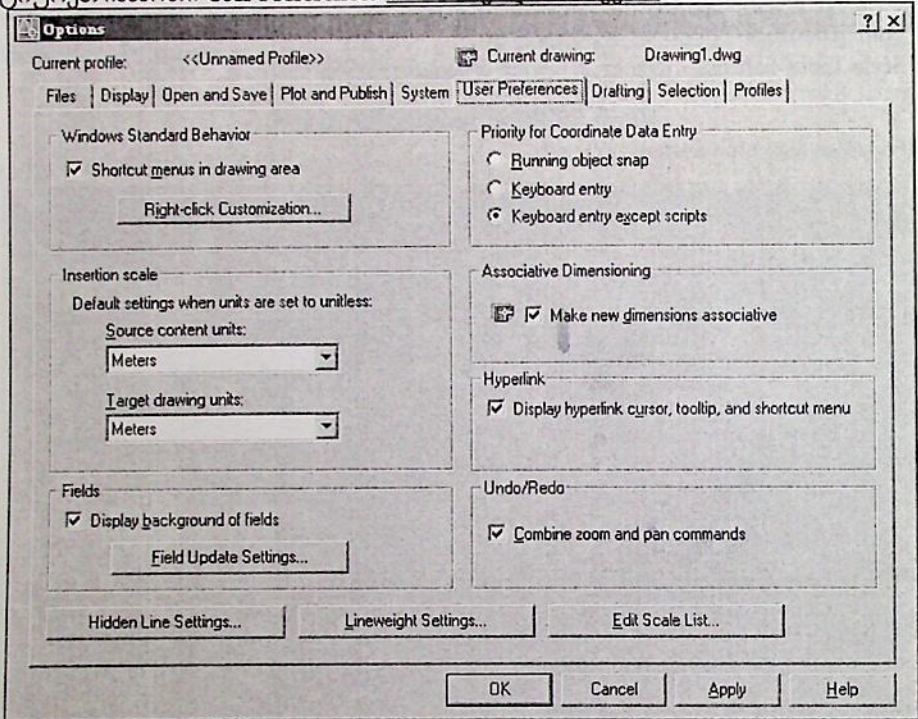 Options
Current profile: <<Unnamed Profile>> Current drawing: Drawing1.dwg
Files Display Open and Save Plot and Publish System User Preferences Drafting Selection Profiles
Windows Standard Behavior
Shortcut menus in drawing area
Right-click Customization...
Insertion scale
Default settings when units are set to unitless:
Source content units:
Meters
Target drawing units:
Meters
Fields
Display background of fields
Field Update Settings...
Priority for Coordinate Data Entry
Running object snap
Keyboard entry
Keyboard entry except scripts
Associative Dimensioning
Make new dimensions associative
Hyperlink
Display hyperlink cursor, tooltip, and shortcut menu
Undo/Redo
Combine zoom and pan commands
Hidden Line Settings... Lineweight Settings... Edit Scale List...
OK Cancel Apply Help